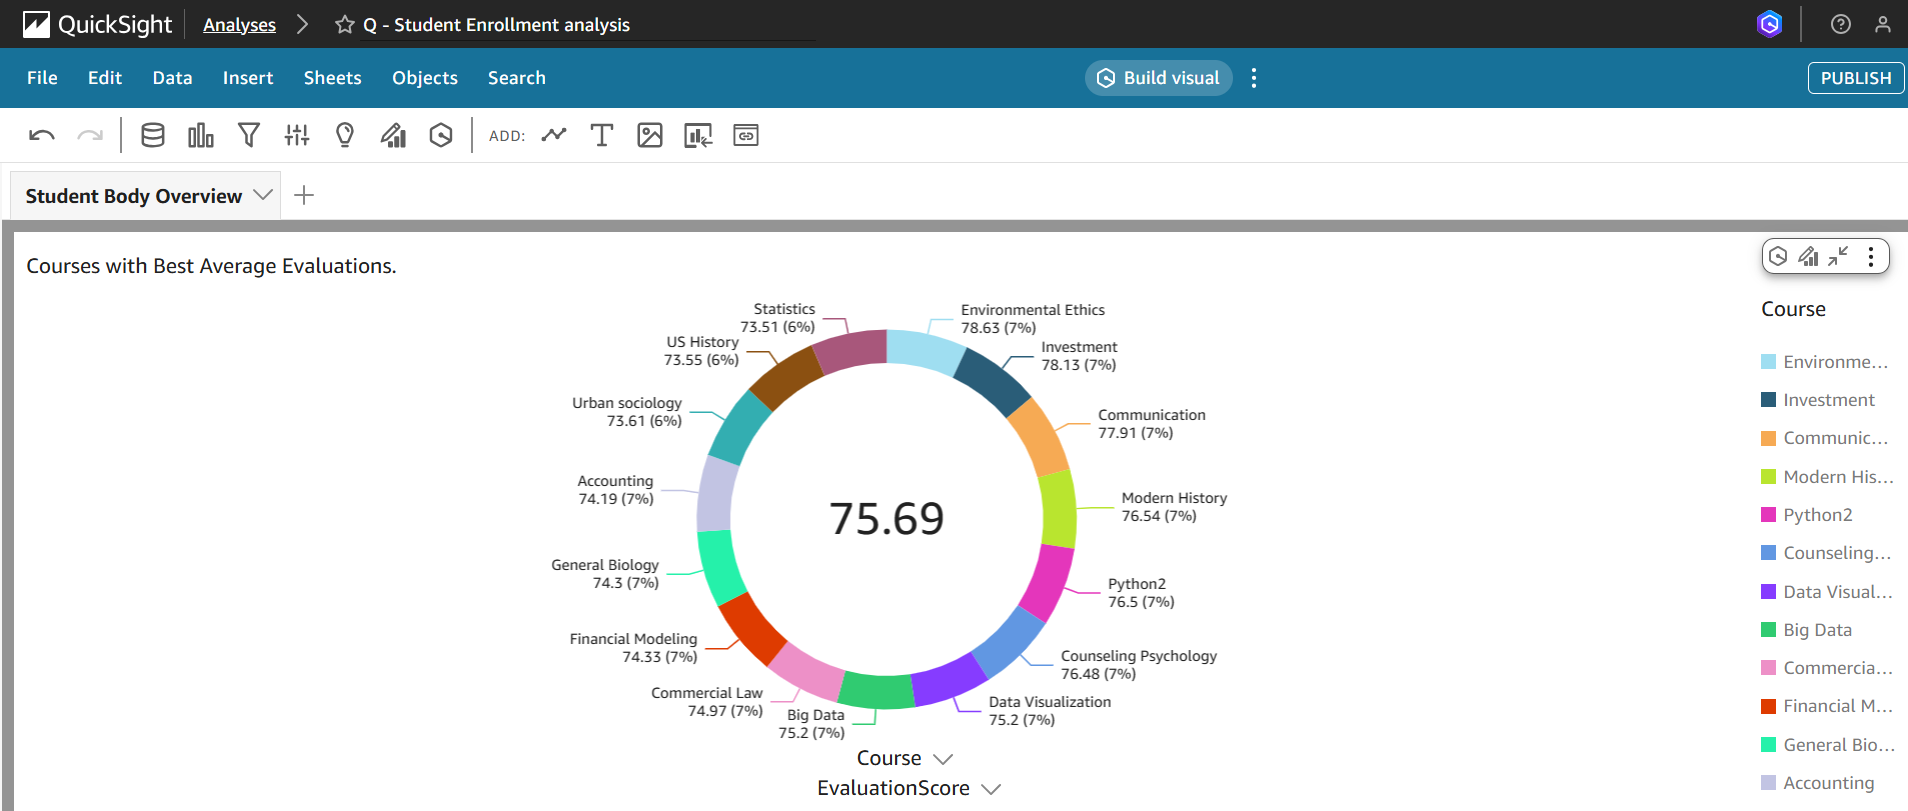 QuickSight
Analyses
Q - Student Enrollment analysis
File
Edit
Data
Insert
Sheets
Objects
Search
Build visual
PUBLISH
ADD:
Student Body Overview
Courses with Best Average Evaluations.
Statistics
73.51 (6%)
Environmental Ethics
78.63 (7%)
US History
73.55 (6%)
Investment
78.13 (7%)
Urban sociology
73.61 (6%)
Communication
77.91 (7%)
Accounting
74.19 (7%)
Modern History
76.54 (7%)
75.69
General Biology
74.3 (7%)
Python2
76.5 (7%)
Financial Modeling
74.33 (7%)
Counseling Psychology
76.48 (7%)
Commercial Law
74.97 (7%)
Data Visualization
75.2 (7%)
Big Data
75.2 (7%)
Course
EvaluationScore
Course
Environme...
Investment
Communic...
Modern His...
Python2
Counseling...
Data Visual...
Big Data
Commercia...
Financial M...
General Bio...
Accounting